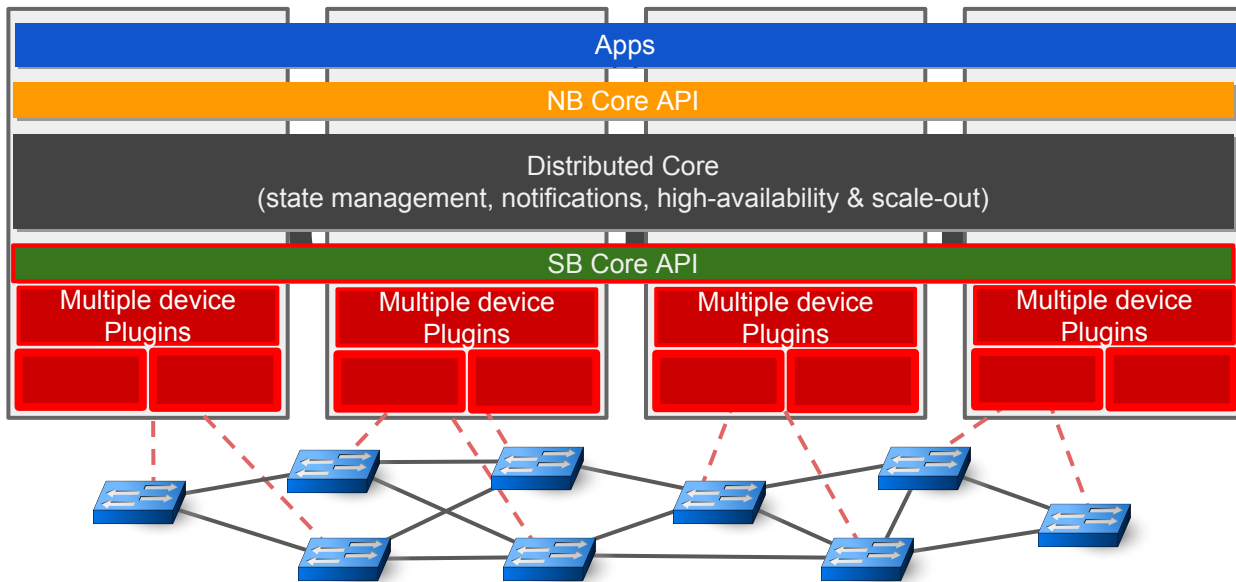 Apps
NB Core API
Distributed Core
(state management, notifications, high-availability & scale-out)
SB Core API
Multiple device
Plugins
Multiple device
Plugins
Multiple device
Plugins
Multiple device
Plugins